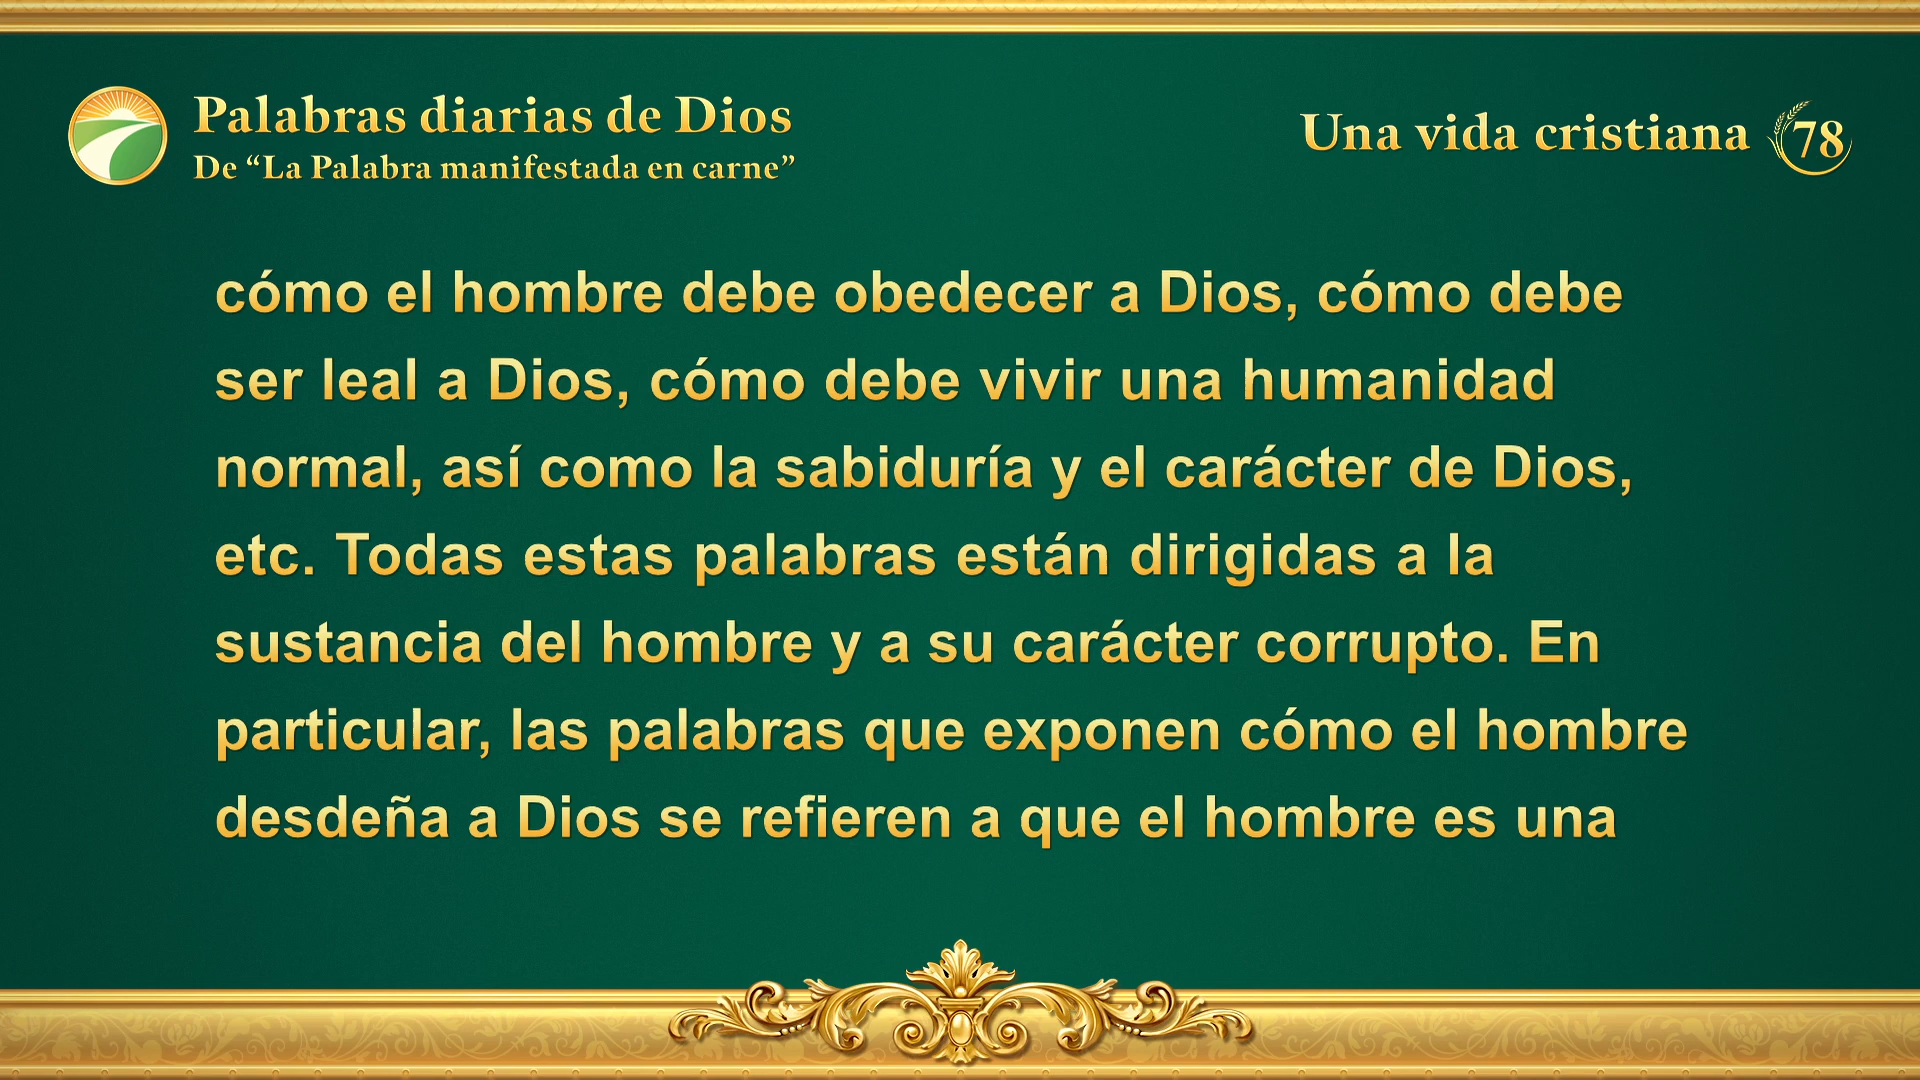 Palabras diarias de Dios
De “La Palabra manifestada en carne”
Una vida cristiana 78
cómo el hombre debe obedecer a Dios, cómo debe
ser leal a Dios, cómo debe vivir una humanidad
normal, así como la sabiduría y el carácter de Dios,
etc. Todas estas palabras están dirigidas a la
sustancia del hombre y a su carácter corrupto. En
particular, las palabras que exponen cómo el hombre
desdeña a Dios se refieren a que el hombre es una